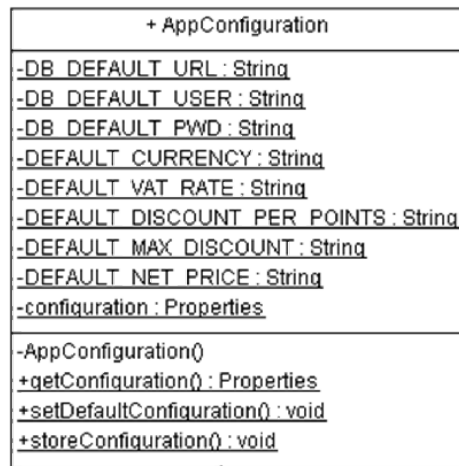 + AppConfiguration
-DB_DEFAULT_URL : String
-DB_DEFAULT_USER : String
-DB_DEFAULT_PWD : String
-DEFAULT_CURRENCY : String
-DEFAULT_VAT_RATE : String
-DEFAULT_DISCOUNT_PER_POINTS : String
-DEFAULT_MAX_DISCOUNT : String
-DEFAULT_NET_PRICE : String
-configuration : Properties
-AppConfiguration()
+getConfiguration() : Properties
+setDefaultConfiguration() : void
+storeConfiguration() : void